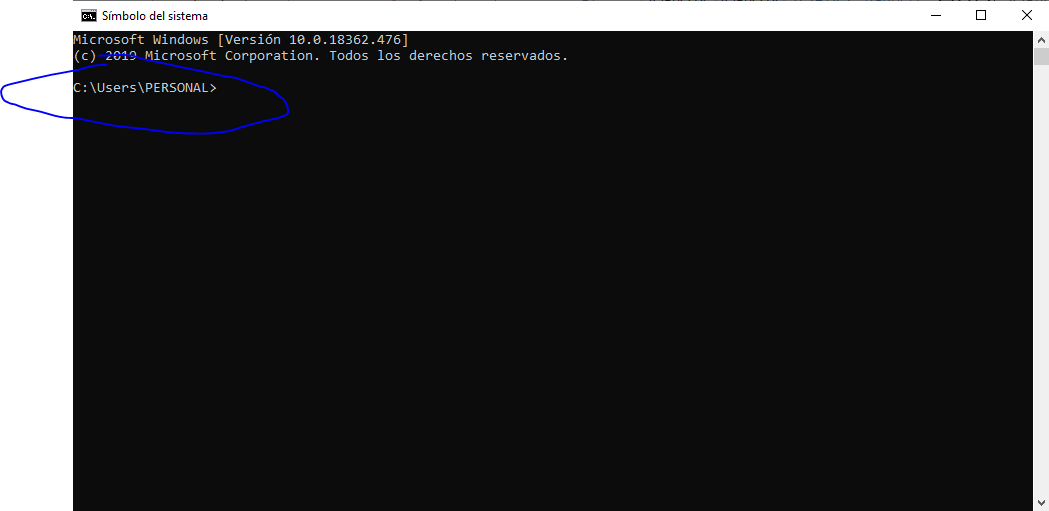 Símbolo del sistema
Microsoft Windows [Versión 10.0.18362.476]
(c) 2019 Microsoft Corporation. Todos los derechos reservados.
C:\Users\PERSONAL>